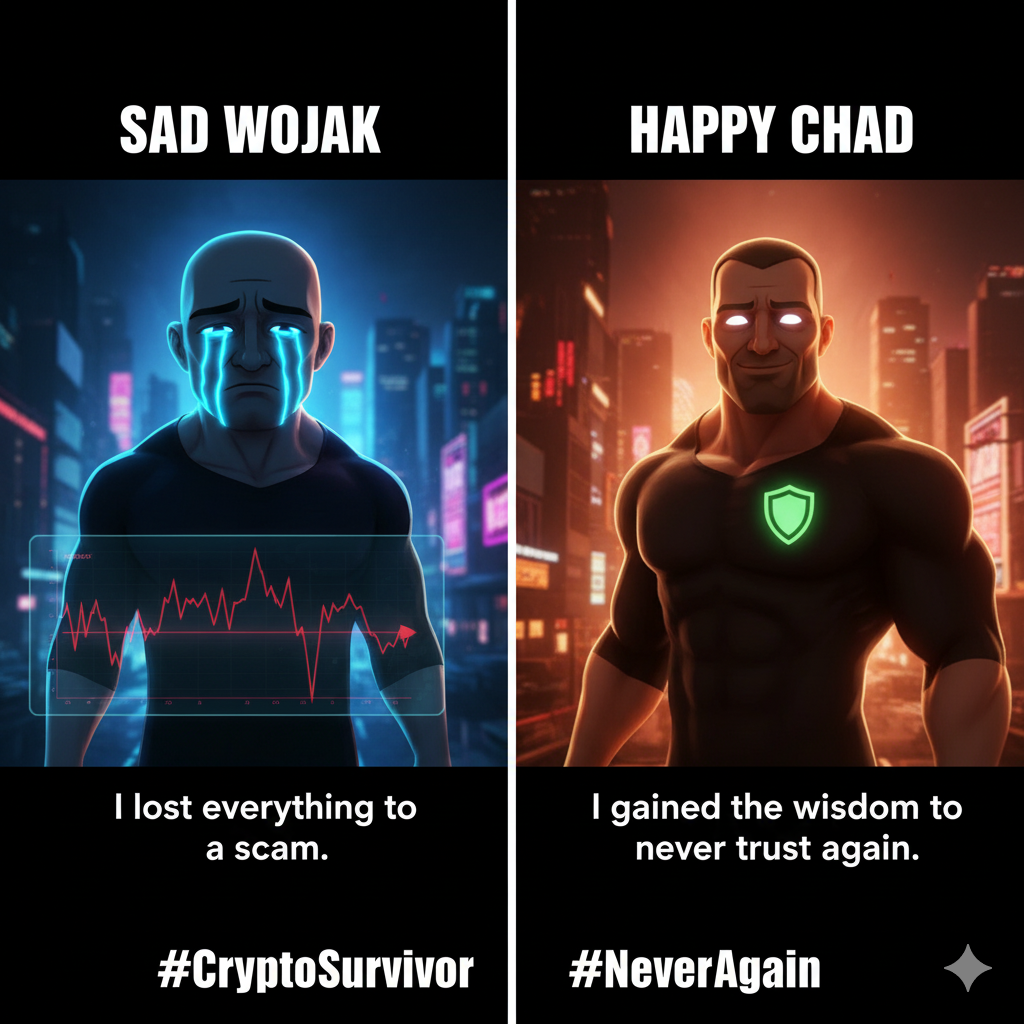 SAD WOJAK
I lost everything to
a scam.
#CryptoSurvivor
HAPPY CHAD
I gained the wisdom to
never trust again.
#NeverAgain